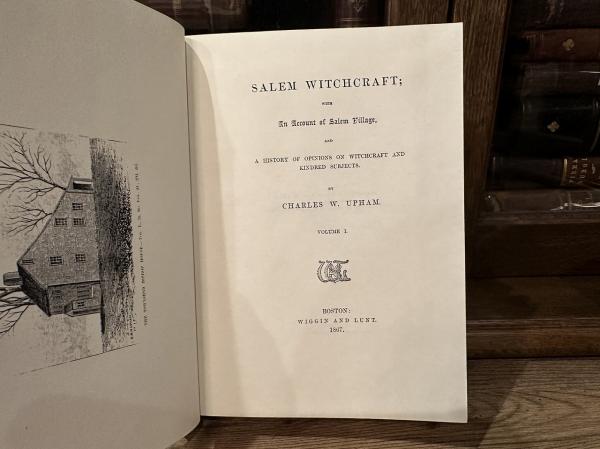 SALEM WITCHCRAFT;
WITH
An Account of Salem Village,
AND
A HISTORY OF OPINIONS ON WITCHCRAFT AND
KINDRED SUBJECTS.
BY
CHARLES W. UPHAM.
VOLUME I.
BOSTON:
WIGGIN AND LUNT.
1867.